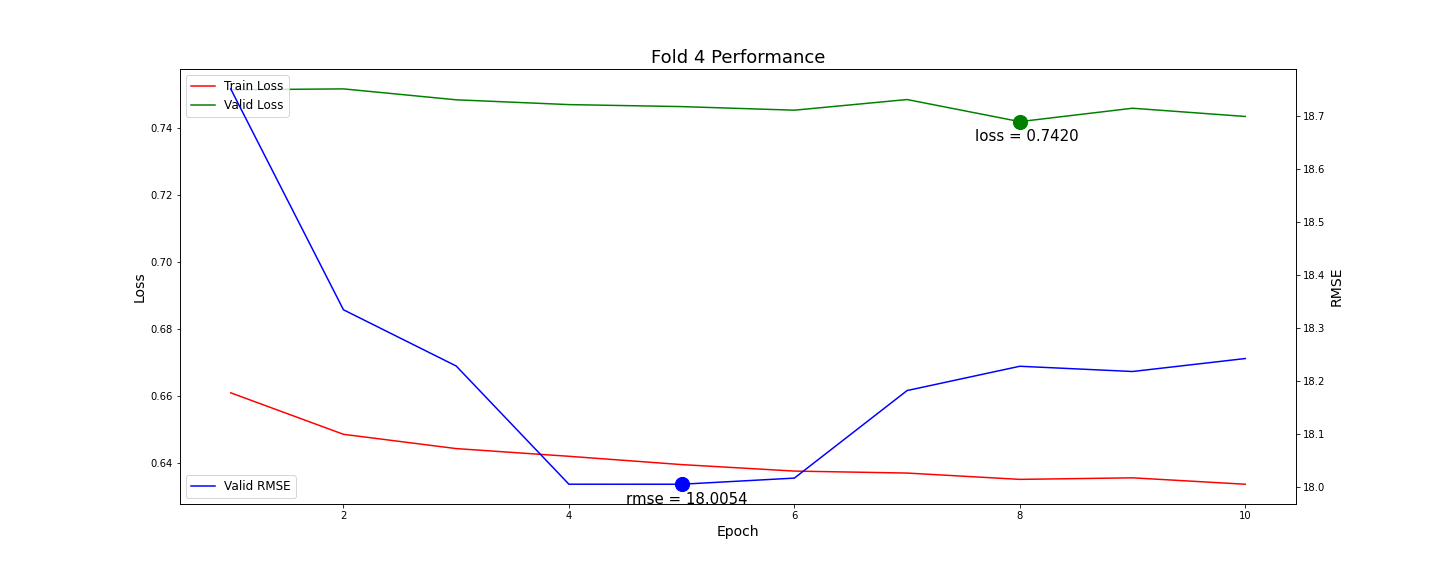 Fold 4 Performance
Train Loss
Valid Loss
Valid RMSE
loss = 0.7420
rmse = 18.0054
Loss
0.74
0.72
0.70
0.68
0.66
0.64
RMSE
18.7
18.6
18.5
18.4
18.3
18.2
18.1
18.0
2 4 6 8 10
Epoch